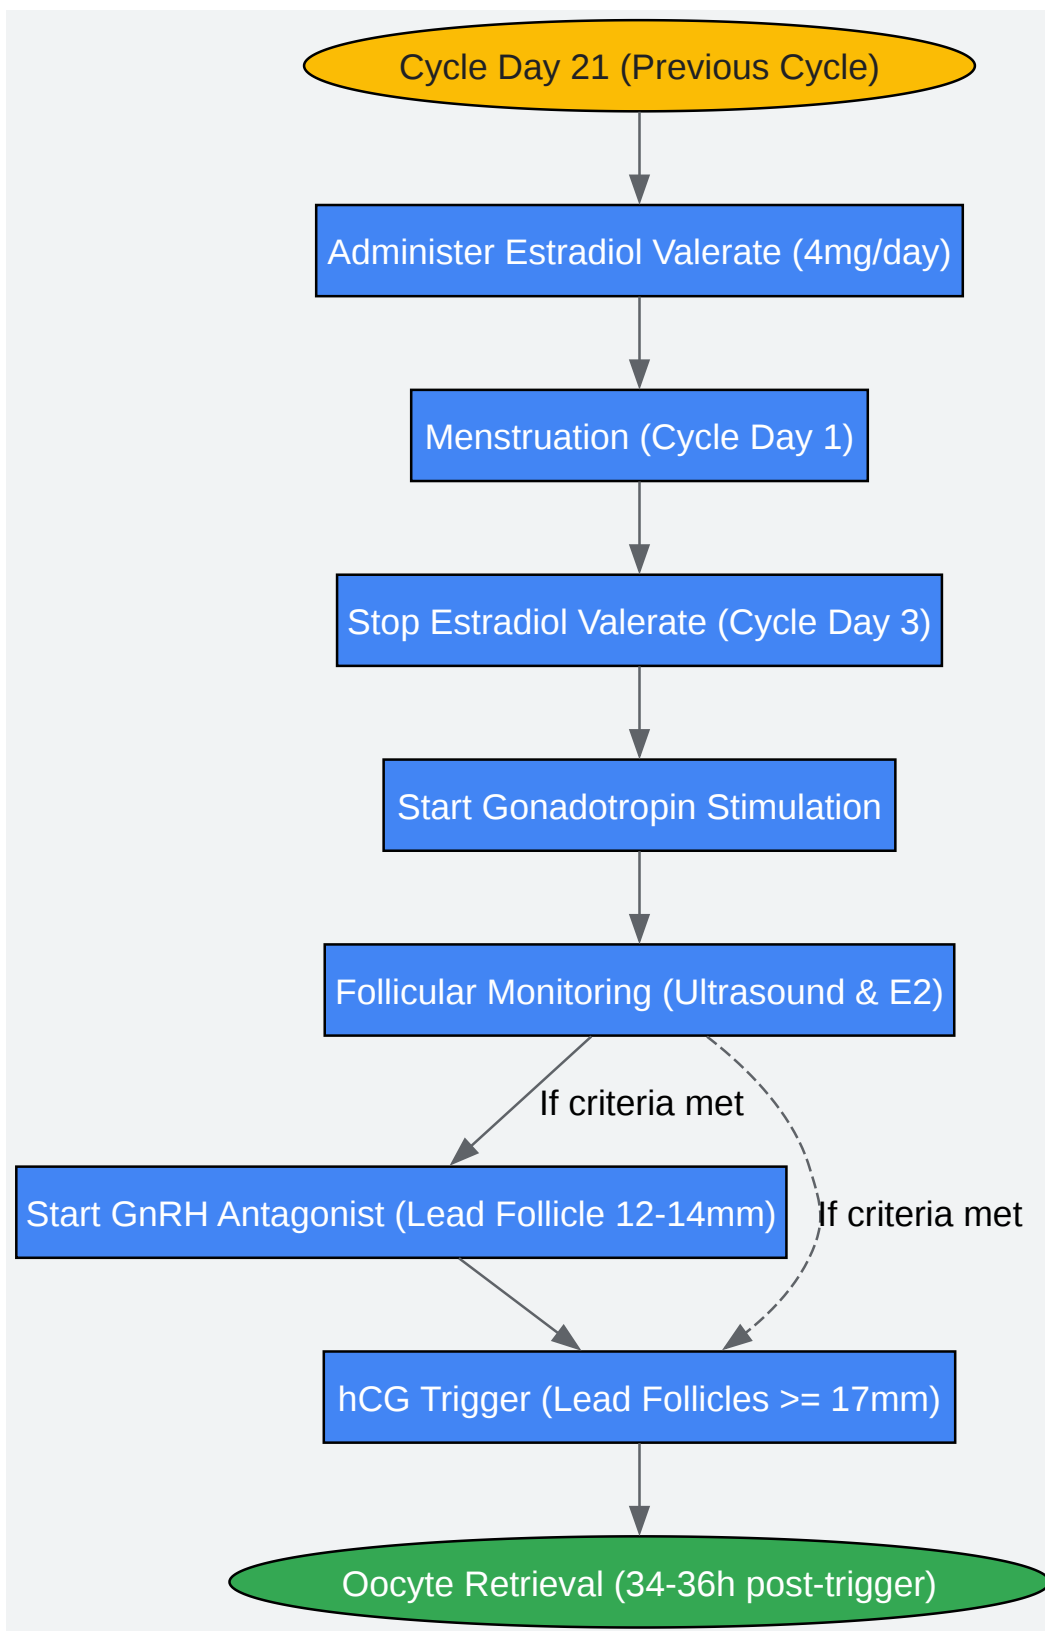 Cycle Day 21 (Previous Cycle)
Administer Estradiol Valerate (4mg/day)
Menstruation (Cycle Day 1)
Stop Estradiol Valerate (Cycle Day 3)
Start Gonadotropin Stimulation
Follicular Monitoring (Ultrasound & E2)
If criteria met
Start GnRH Antagonist (Lead Follicle 12-14mm)
If criteria met
hCG Trigger (Lead Follicles >= 17mm)
Oocyte Retrieval (34-36h post-trigger)